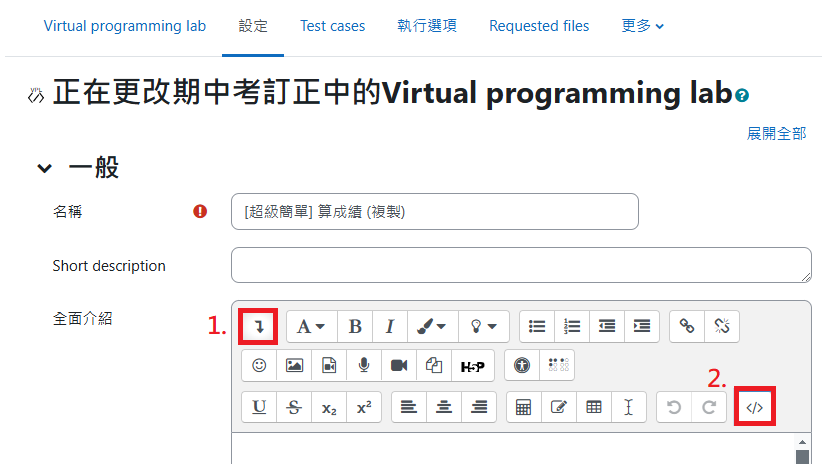 Virtual programming lab 設定 Test cases 執行選項 Requested files 更多
VPL
</> 正在更改期中考訂正中的Virtual programming lab ?
展開全部
一般
名稱 ! [超級簡單] 算成績 (複製)
Short description
全面介紹 1. A B I
H5P 2.
U S x₂ x² </>